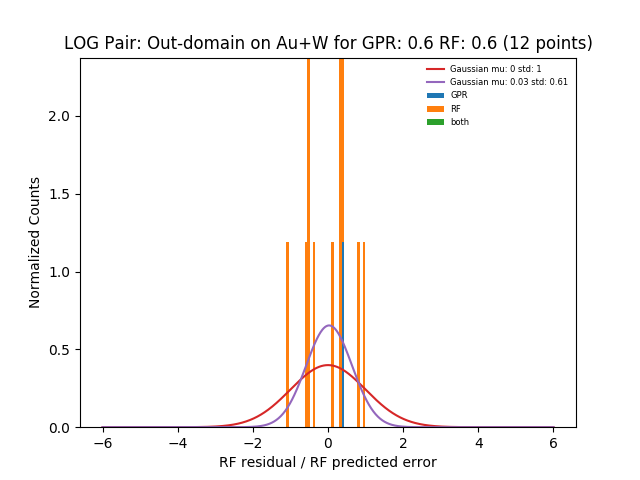 LOG Pair: Out-domain on Au+W for GPR: 0.6 RF: 0.6 (12 points)
Gaussian mu: 0 std: 1
Gaussian mu: 0.03 std: 0.61
GPR
RF
both
Normalized Counts
2.0
1.5
1.0
0.5
0.0
−6 −4 −2 0 2 4 6
RF residual / RF predicted error